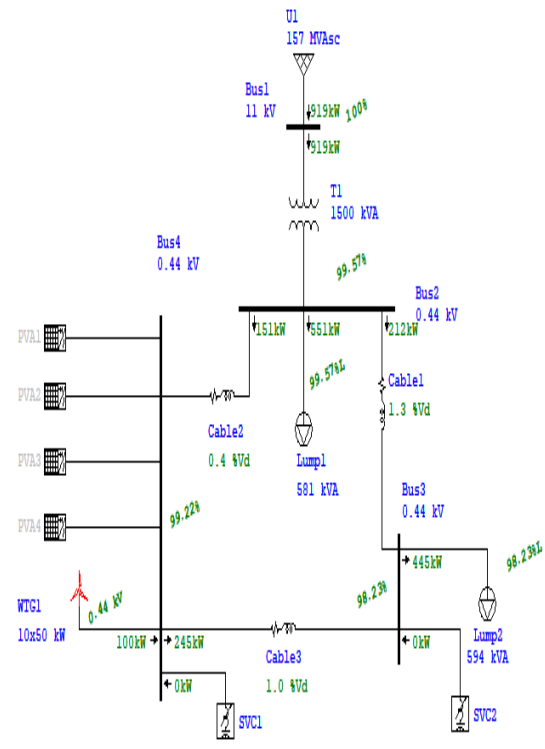 U1
157 MVAsc
Bus1
11 kV
919kW
100%
919kW
T1
1500 kVA
Bus4
0.44 kV
99.57%
Bus2
0.44 kV
151kW
551kW
212kW
PVA1
99.57%L
Cable1
1.3 %Vd
PVA2
Cable2
0.4 %Vd
Lump1
581 kVA
PVA3
Bus3
0.44 kV
99.22%
PVA4
98.23%L
445kW
98.23%
0.44 kV
WTG1
10x50 kW
100kW
245kW
0kW
Lump2
594 kVA
Cable3
1.0 %Vd
0kW
SVC1
SVC2